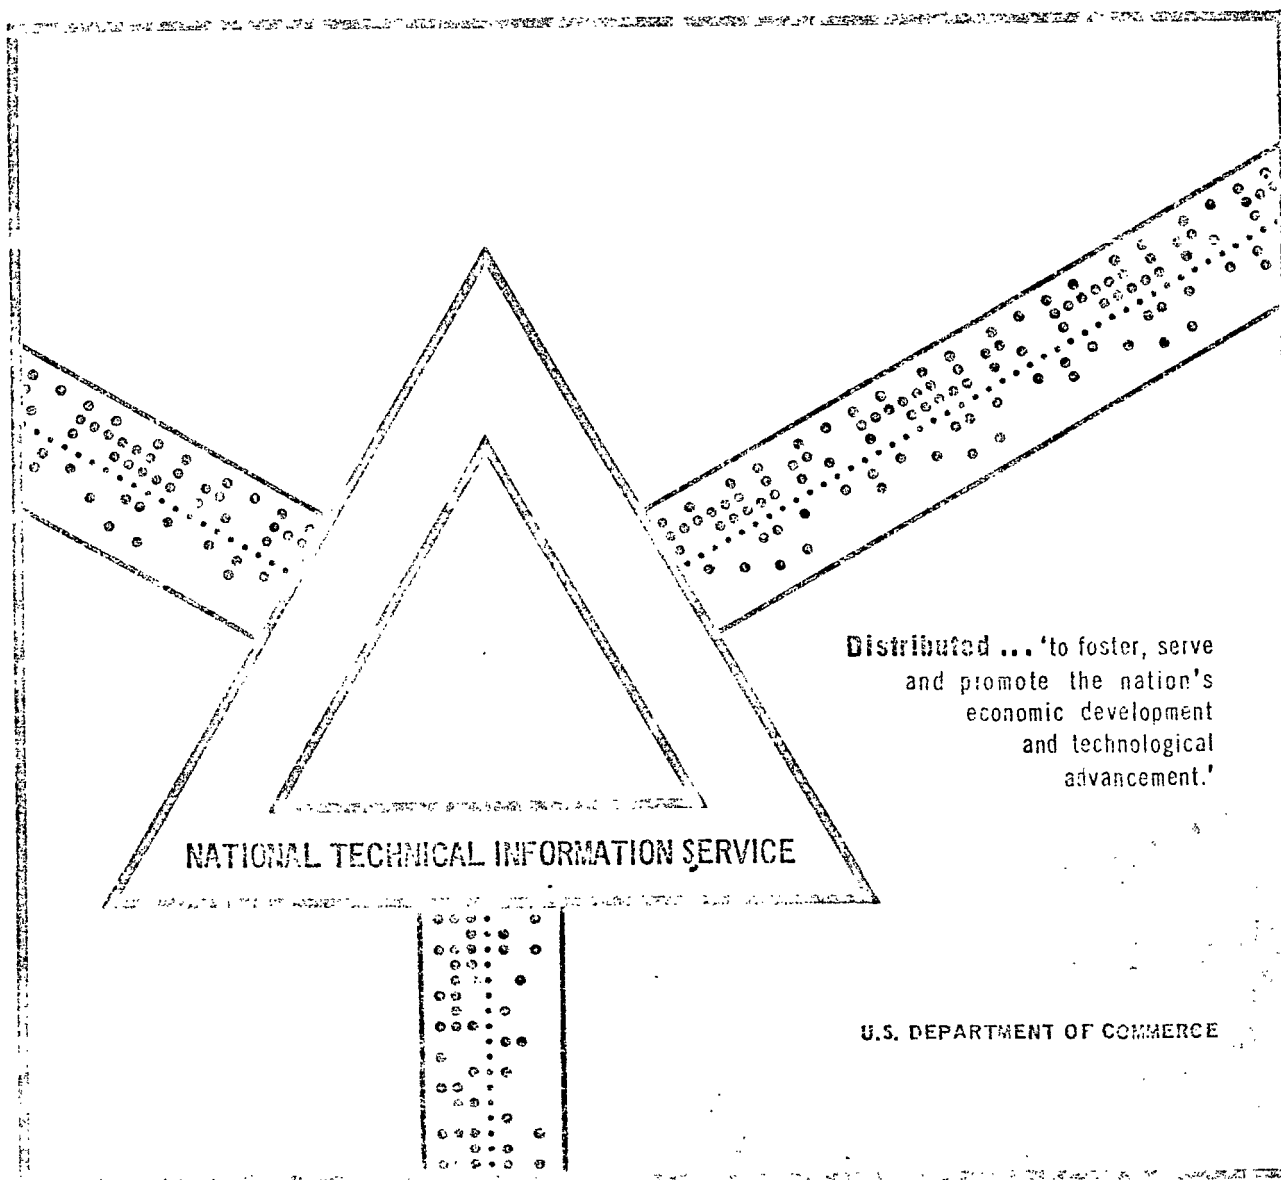 Distributed ... 'to foster, serve
and promote the nation's
economic development
and technological
advancement.'
NATIONAL TECHNICAL INFORMATION SERVICE
U.S. DEPARTMENT OF COMMERCE